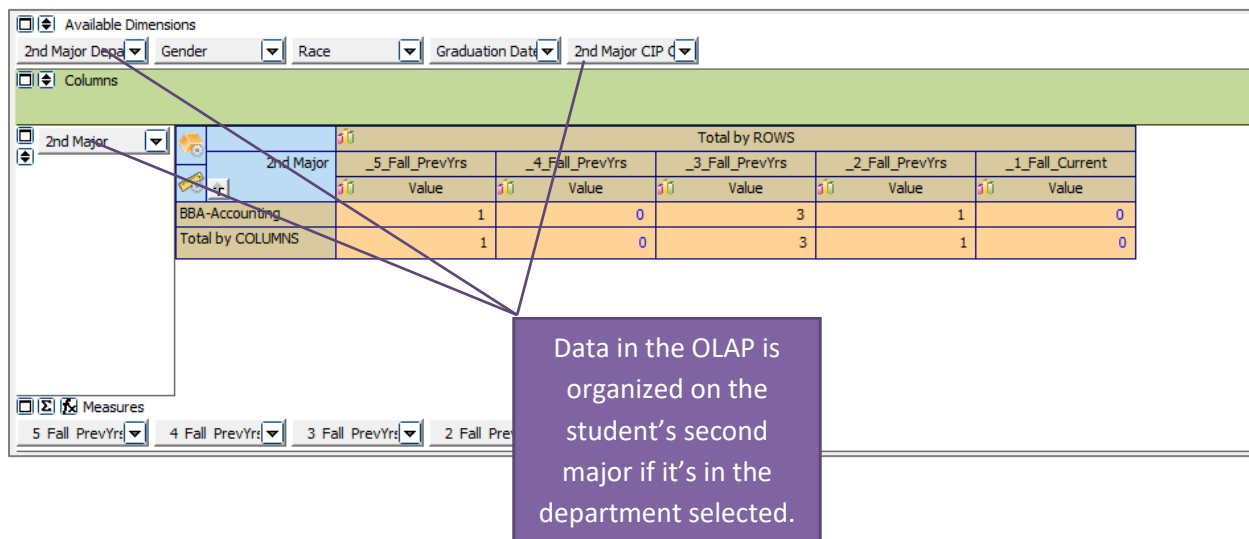 Available Dimensions
2nd Major Depa Gender Race Graduation Date 2nd Major CIP C
Columns
2nd Major
Total by ROWS
2nd Major _5_Fall_PrevYrs _4_Fall_PrevYrs _3_Fall_PrevYrs _2_Fall_PrevYrs _1_Fall_Current
Value Value Value Value Value
BBA-Accounting 1 0 3 1 0
Total by COLUMNS 1 0 3 1 0
Data in the OLAP is
organized on the
student's second
major if it's in the
department selected.
Measures
5 Fall PrevYrs 4 Fall PrevYrs 3 Fall PrevYrs 2 Fall Prev